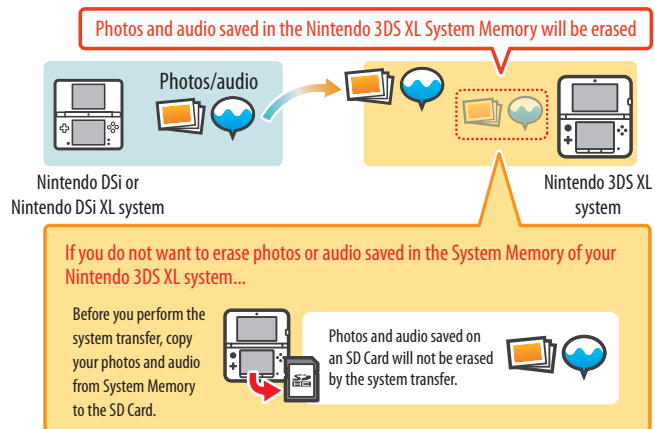 Photos and audio saved in the Nintendo 3DS XL System Memory will be erased
Photos/audio
Nintendo DSi or
Nintendo DSi XL system
Nintendo 3DS XL
system
If you do not want to erase photos or audio saved in the System Memory of your
Nintendo 3DS XL system...
Before you perform the
system transfer, copy
your photos and audio
from System Memory
to the SD Card.
SD
HC
Photos and audio saved on
an SD Card will not be erased
by the system transfer.